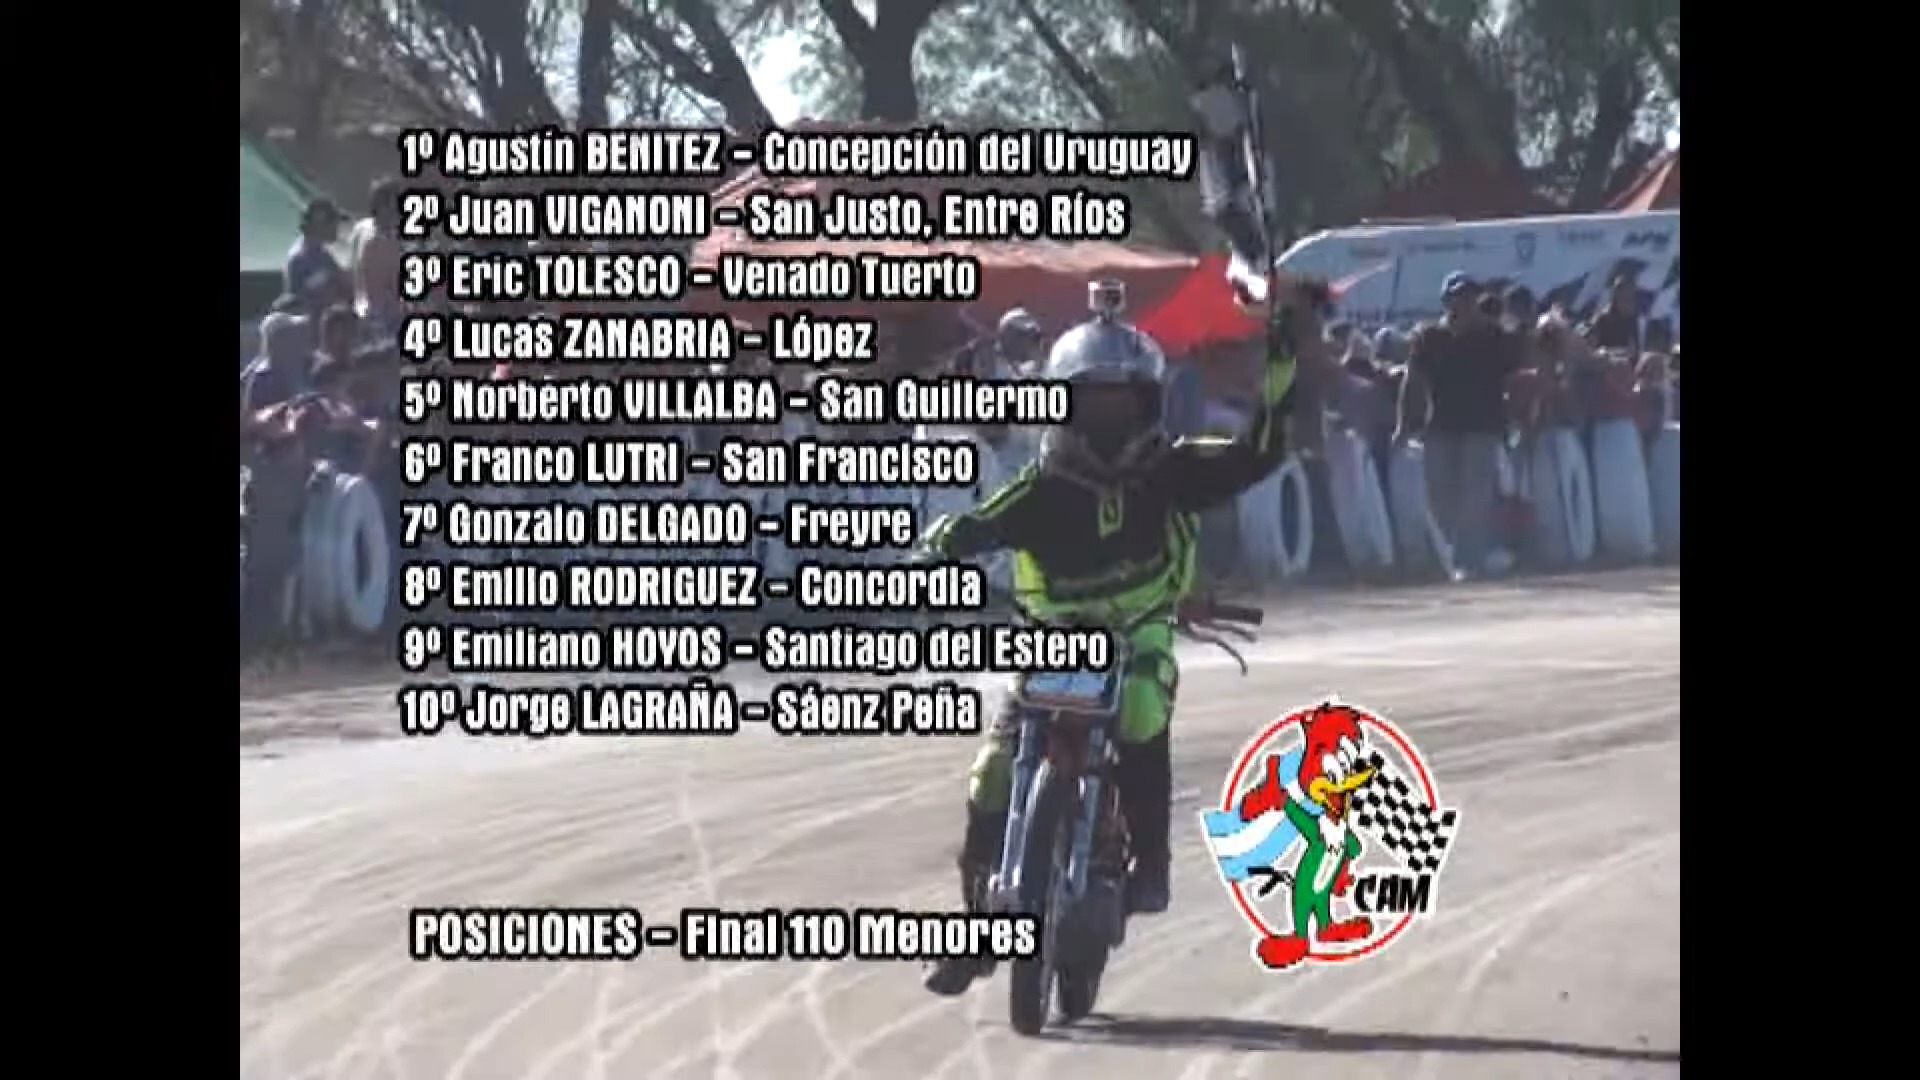 1º Agustín BENITEZ – Concepción del Uruguay
2º Juan VIGANONI – San Justo, Entre Ríos
3º Eric TOLESCO – Venado Tuerto
4º Lucas ZANABRIA – López
5º Norberto VILLALBA – San Guillermo
6º Franco LUTRI – San Francisco
7º Gonzalo DELGADO – Freyre
8º Emilio RODRIGUEZ – Concordia
9º Emiliano HOYOS – Santiago del Estero
10º Jorge LAGRAÑA – Sáenz Peña
CAM
POSICIONES – Final 110 Menores